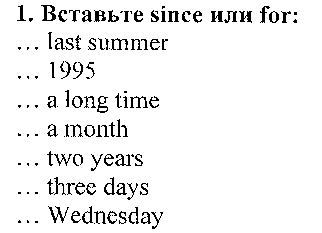 1. Вставьте since или for:
... last summer
... 1995
... a long time
... a month
... two years
... three days
... Wednesday